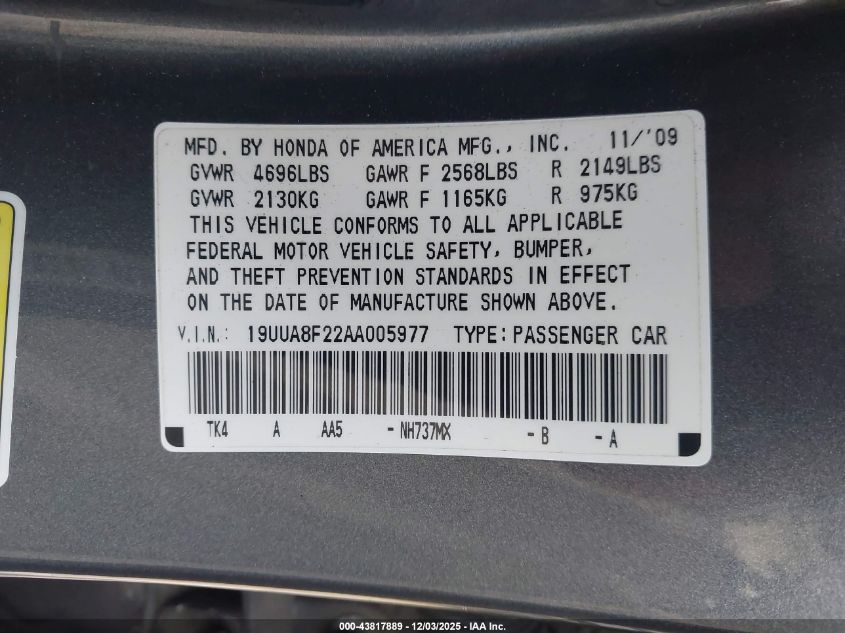 MFD. BY HONDA OF AMERICA MFG., INC. 11/'09
GVWR 4696LBS GAWR F 2568LBS R 2149LBS
GVWR 2130KG GAWR F 1165KG R 975KG
THIS VEHICLE CONFORMS TO ALL APPLICABLE
FEDERAL MOTOR VEHICLE SAFETY, BUMPER,
AND THEFT PREVENTION STANDARDS IN EFFECT
ON THE DATE OF MANUFACTURE SHOWN ABOVE.
V.I.N.: 19UUA8F22AA005977 TYPE: PASSENGER CAR
TK4 A AA5 -NH737MX -B -A
000-43817889 - 12/03/2025 - IAA Inc.